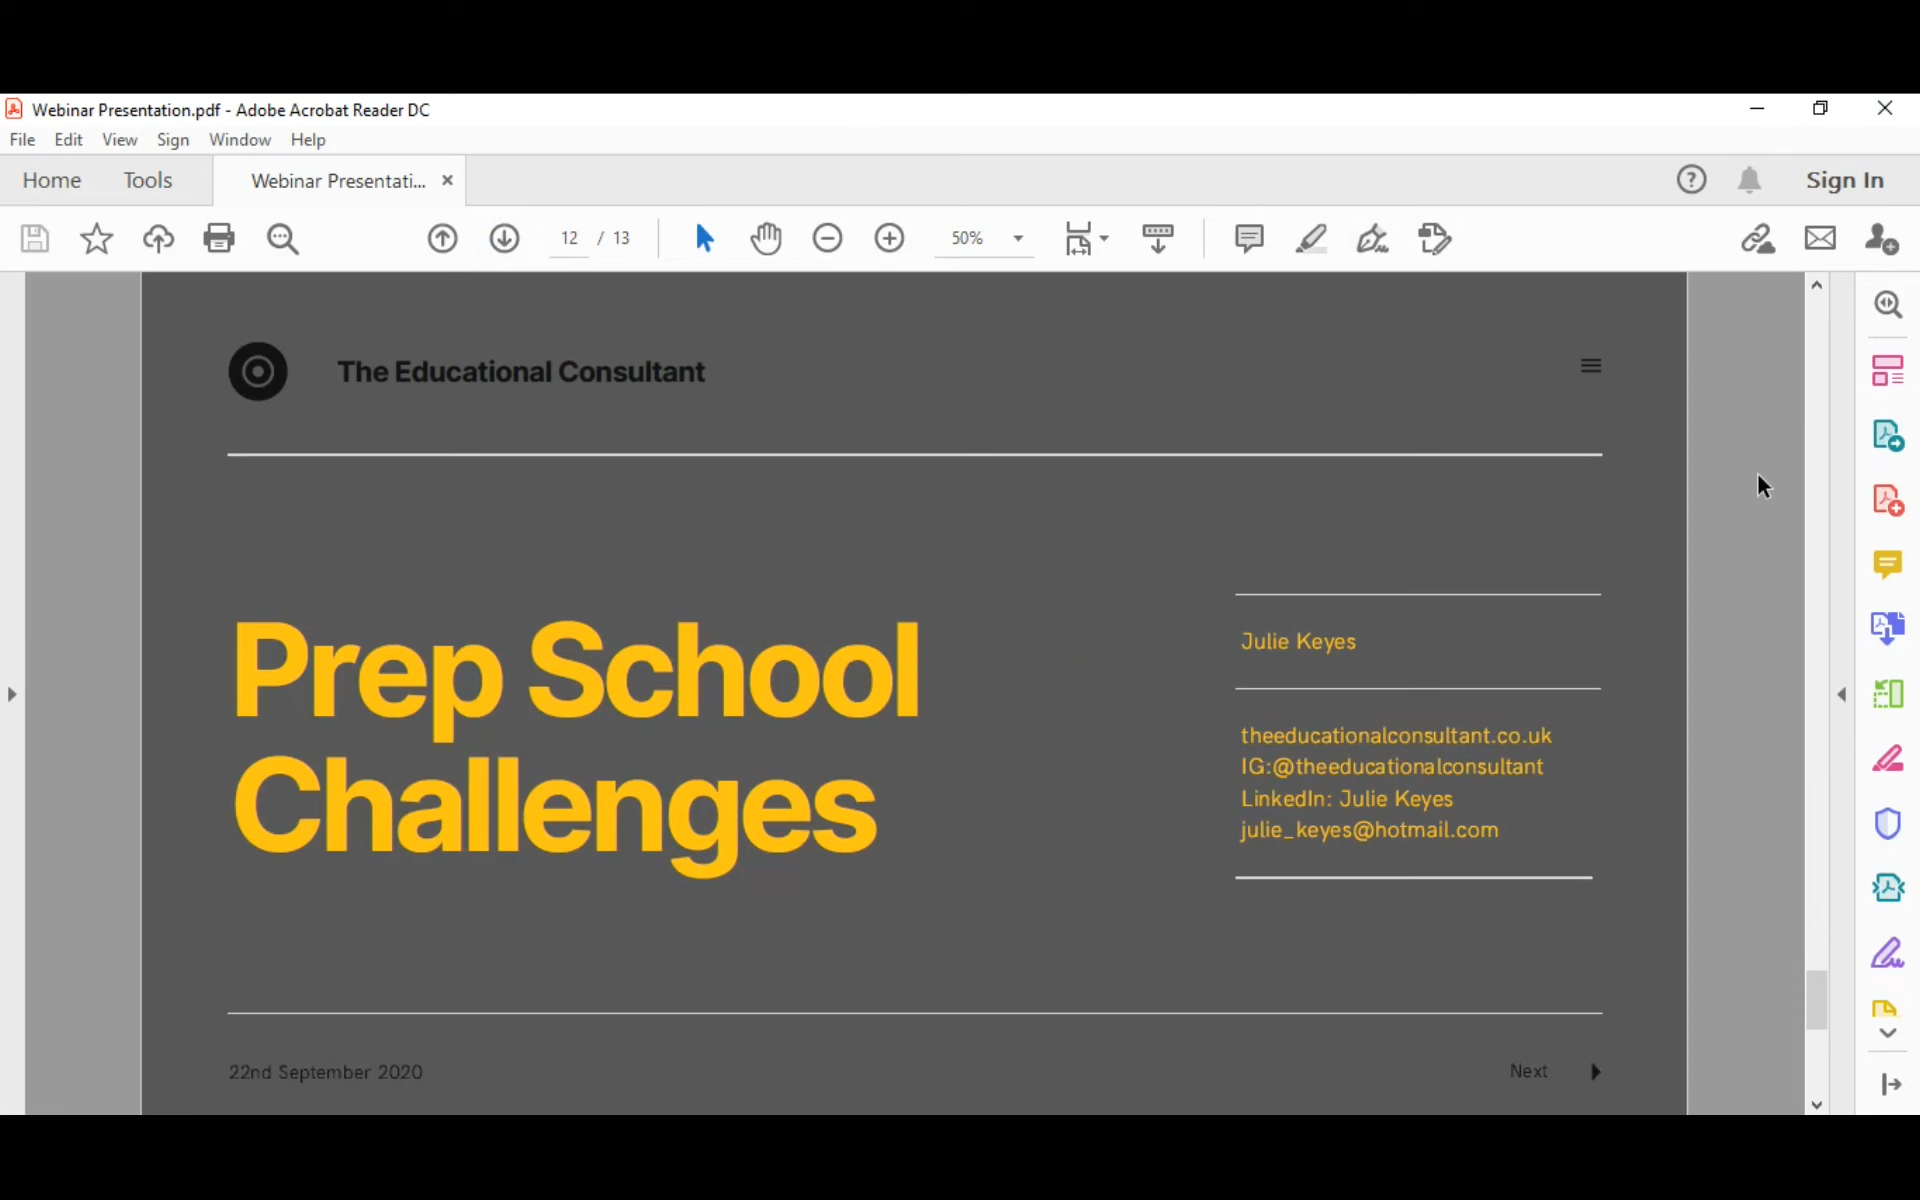 Webinar Presentation.pdf - Adobe Acrobat Reader DC
File Edit View Sign Window Help
Home Tools Webinar Presentati... Sign In
12 / 13 50%
The Educational Consultant
Prep School
Challenges
Julie Keyes
theeducationalconsultant.co.uk
IG:@theeducationalconsultant
LinkedIn: Julie Keyes
julie_keyes@hotmail.com
22nd September 2020
Next